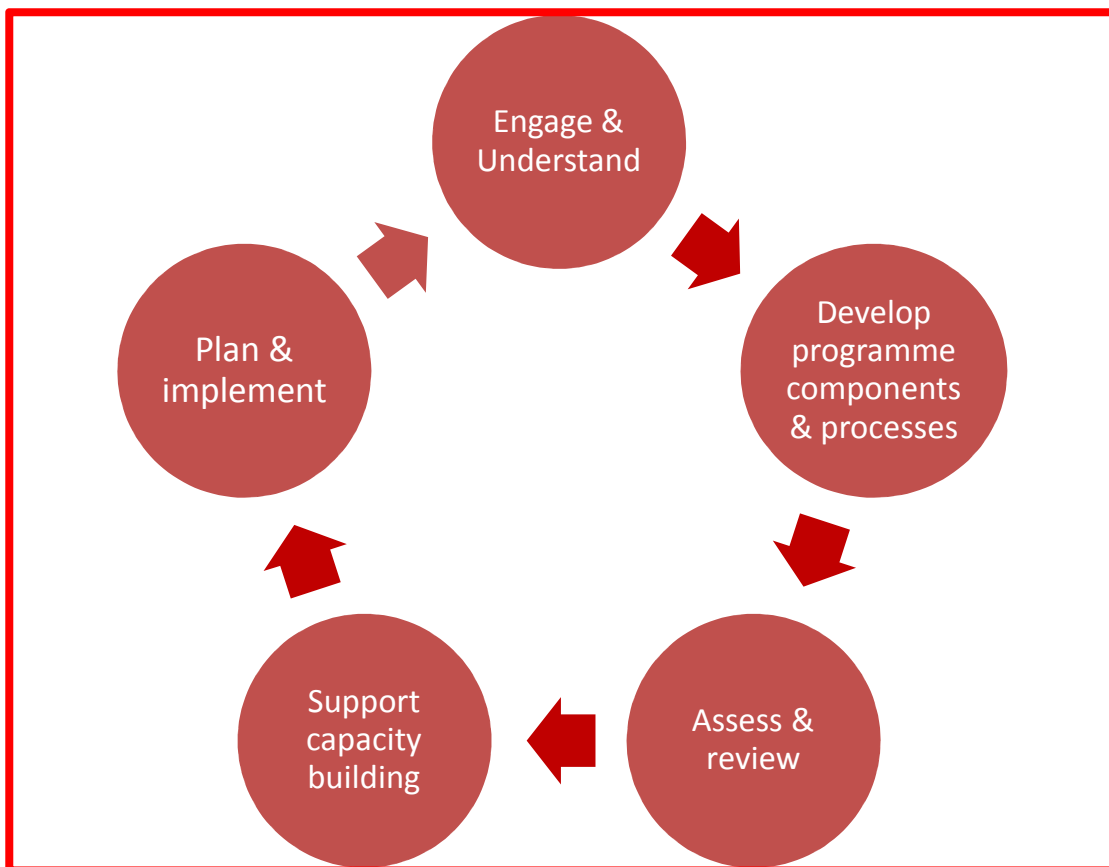 Engage &
Understand
Develop
programme
components
& processes
Assess &
review
Support
capacity
building
Plan &
implement